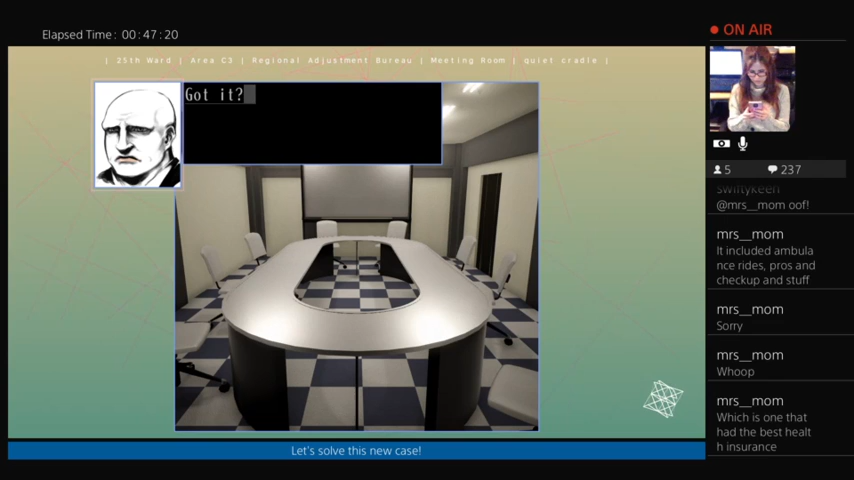 Elapsed Time: 00:47:20
ON AIR
| 25th Ward | Area C3 | Regional Adjustment Bureau | Meeting Room | quiet cradle |
Got it?
5 237
swiftykeen
@mrs__mom oof!
mrs__mom
It included ambula
nce rides, pros and
checkup and stuff
mrs__mom
Sorry
mrs__mom
Whoop
mrs__mom
Which is one that
had the best healt
h insurance
Let's solve this new case!